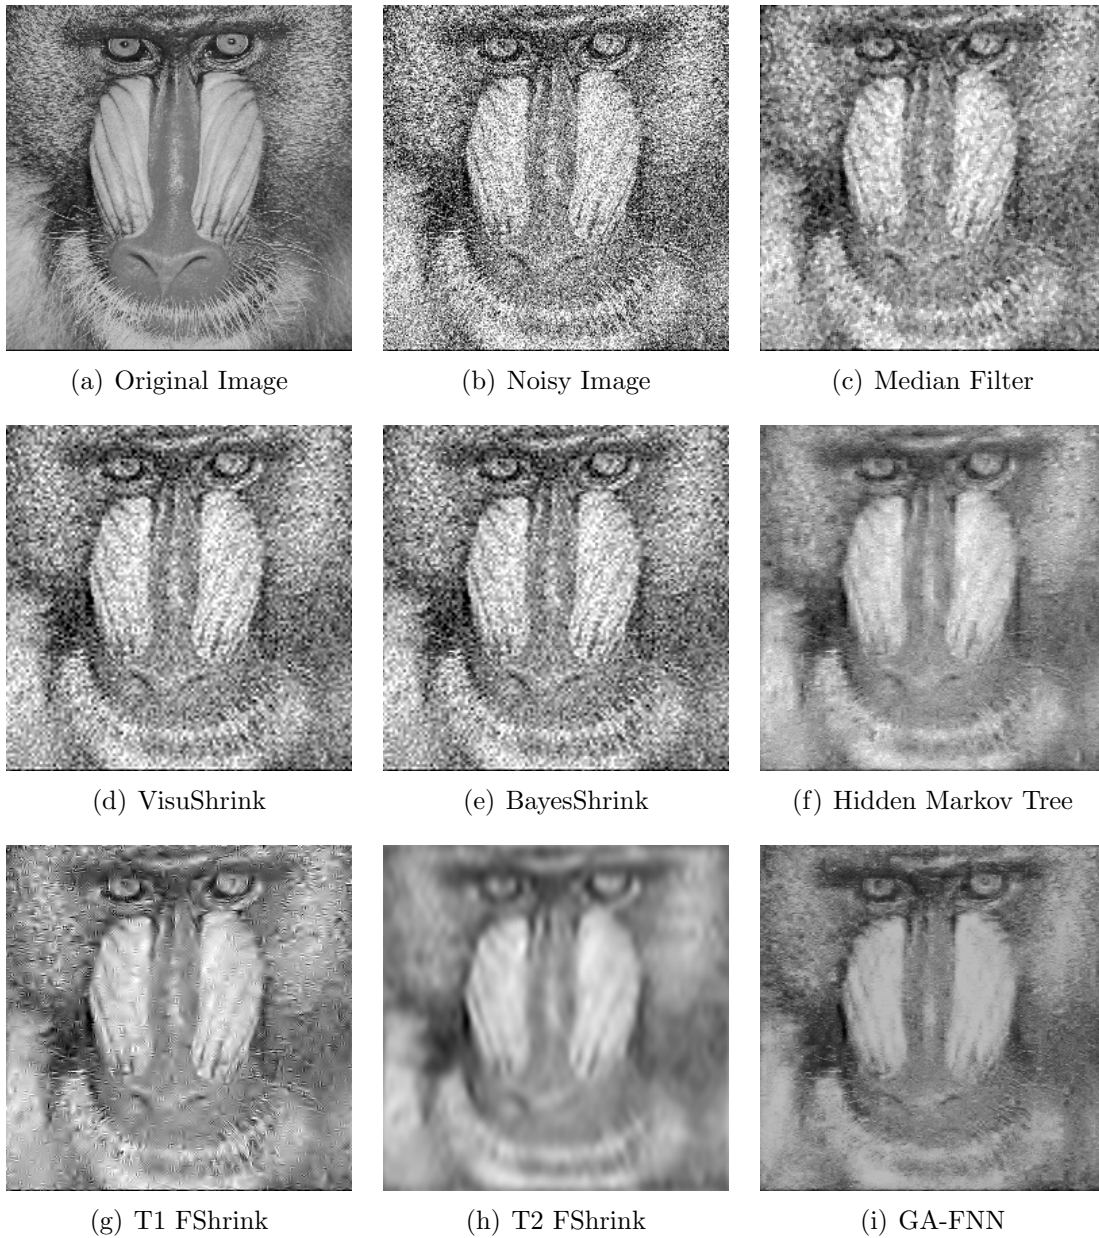 (a) Original Image
(b) Noisy Image
(c) Median Filter
(d) VisuShrink
(e) BayesShrink
(f) Hidden Markov Tree
(g) T1 FShrink
(h) T2 FShrink
(i) GA-FNN